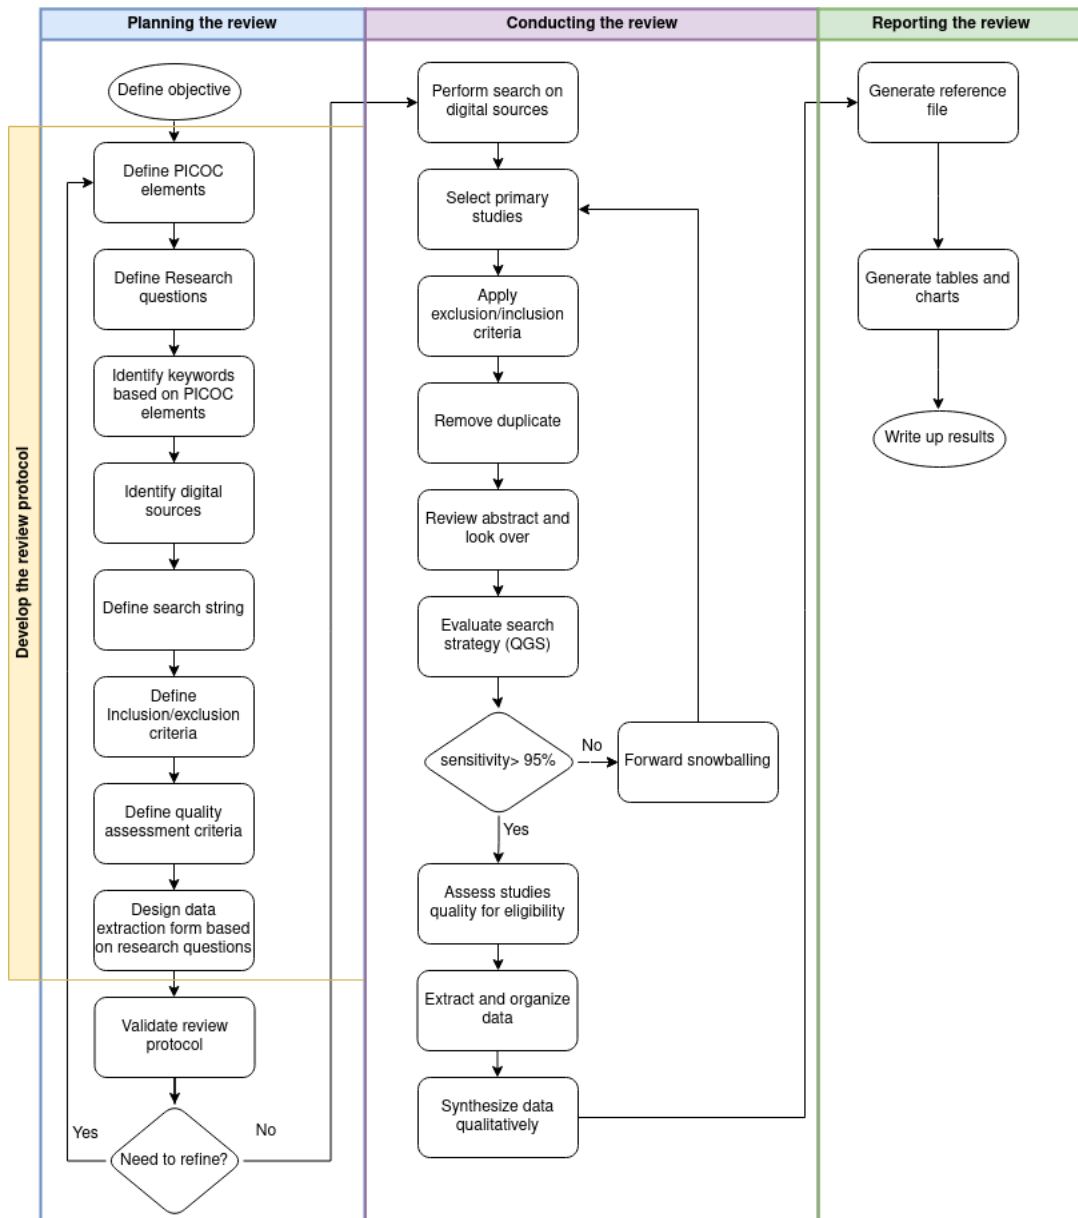 Planning the review
Conducting the review
Reporting the review
Develop the review protocol
Define objective
Define PICOC
elements
Define Research
questions
Identify keywords
based on PICOC
elements
Identify digital
sources
Define search string
Define
Inclusion/exclusion
criteria
Define quality
assessment criteria
Design data
extraction form based
on research questions
Validate review
protocol
Need to refine?
Yes
No
Perform search on
digital sources
Select primary
studies
Apply
exclusion/inclusion
criteria
Remove duplicate
Review abstract and
look over
Evaluate search
strategy (QGS)
sensitivity> 95%
No
Forward snowballing
Yes
Assess studies
quality for eligibility
Extract and organize
data
Synthesize data
qualitatively
Generate reference
file
Generate tables and
charts
Write up results